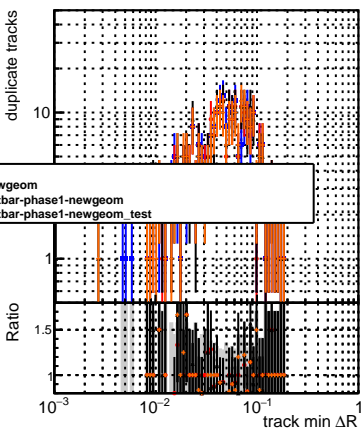 duplicate tracks
10
wgeom
tbar-phase1-newgeom
tbar-phase1-newgeom_test
1
Ratio
1.5
1
10−3
10−2
10−1
1
track min ΔR